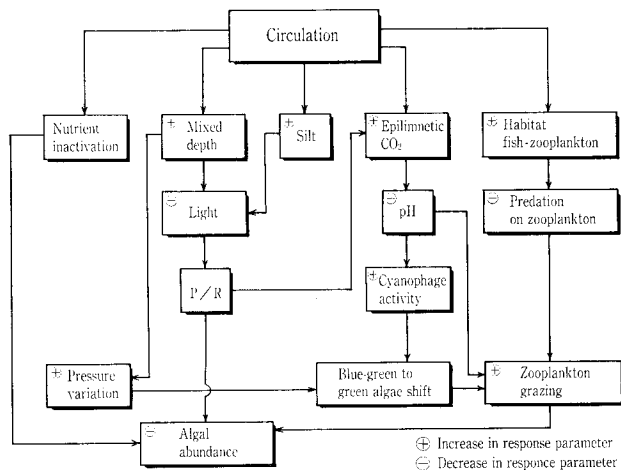 Circulation
Nutrient
inactivation
⊕ Mixed
depth
⊕ Silt
⊕ Epilimnetic
CO₂
⊕ Habitat
fish-zooplankton
⊖ Light
⊖ pH
⊖ Predation
on zooplankton
P/R
⊕ Cyanophage
activity
⊕ Pressure
variation
Blue-green to
green algae shift
⊕ Zooplankton
grazing
⊖ Algal
abundance
⊕ Increase in response parameter
⊖ Decrease in responce parameter